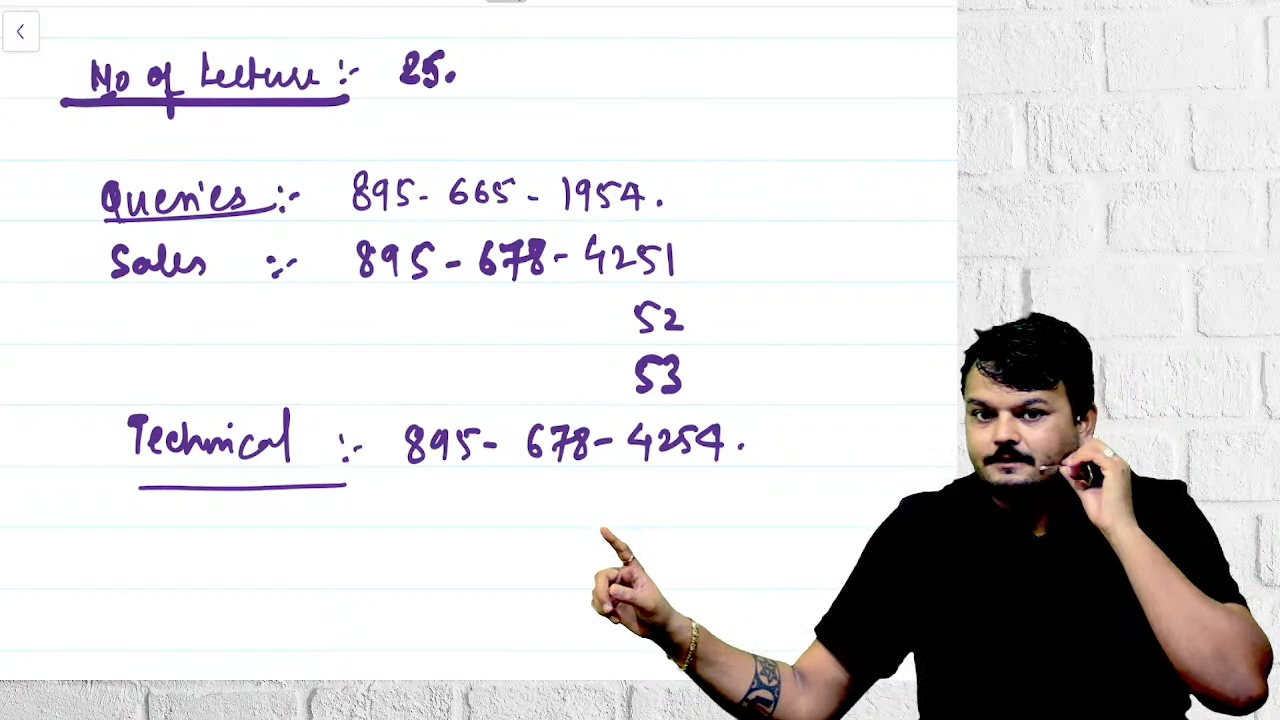 No of Lecture :- 25.
Queries :- 895-665-1954.
Sales :- 895-678-4251
52
53
Technical :- 895-678-4254.